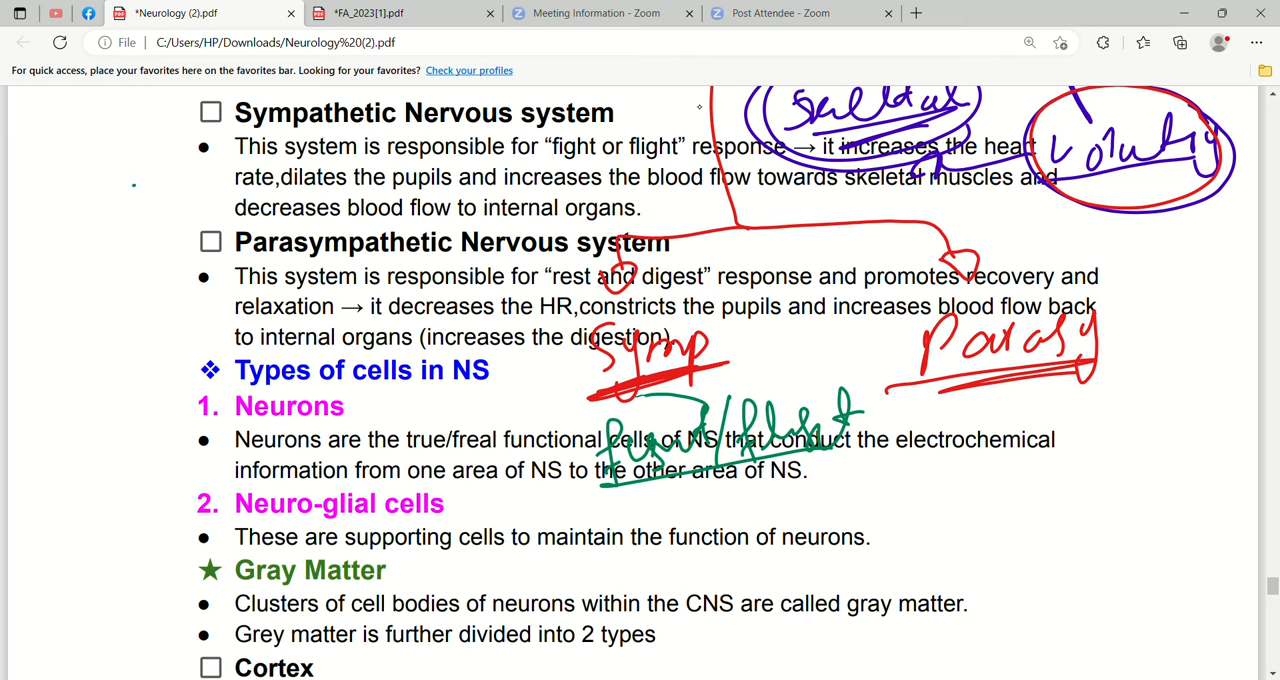 *Neurology (2).pdf
*FA_2023[1].pdf
Meeting Information - Zoom
Post Attendee - Zoom
File C:/Users/HP/Downloads/Neurology%20(2).pdf
For quick access, place your favorites here on the favorites bar. Looking for your favorites? Check your profiles
Skeletal
Sympathetic Nervous system
This system is responsible for “fight or flight” response → it increases the heart
rate,dilates the pupils and increases the blood flow towards skeletal muscles and
decreases blood flow to internal organs.
Parasympathetic Nervous system
This system is responsible for “rest and digest” response and promotes recovery and
relaxation → it decreases the HR,constricts the pupils and increases blood flow back
to internal organs (increases the digestion).
Symp
Parasy
Types of cells in NS
1. Neurons
Neurons are the true/freal functional cells of NS that conduct the electrochemical
information from one area of NS to the other area of NS.
2. Neuro-glial cells
These are supporting cells to maintain the function of neurons.
★ Gray Matter
Clusters of cell bodies of neurons within the CNS are called gray matter.
Grey matter is further divided into 2 types
Cortex